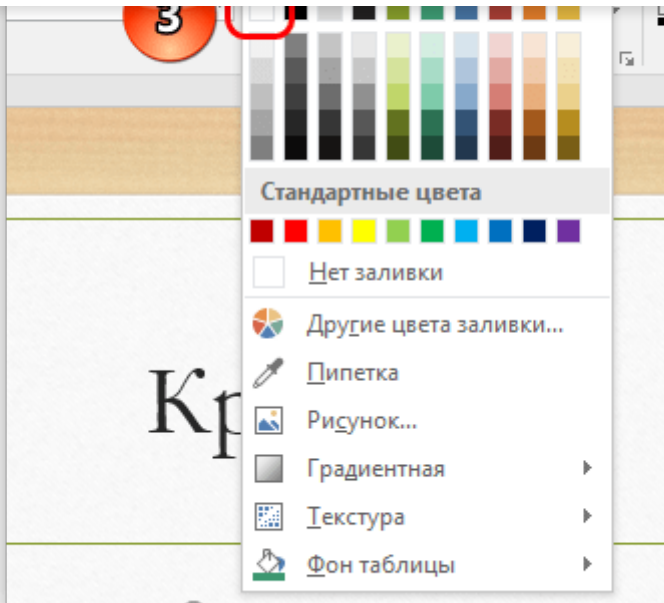 3
Стандартные цвета
Нет заливки
Другие цвета заливки...
Пипетка
Кр
Рисунок...
Градиентная
Текстура
Фон таблицы